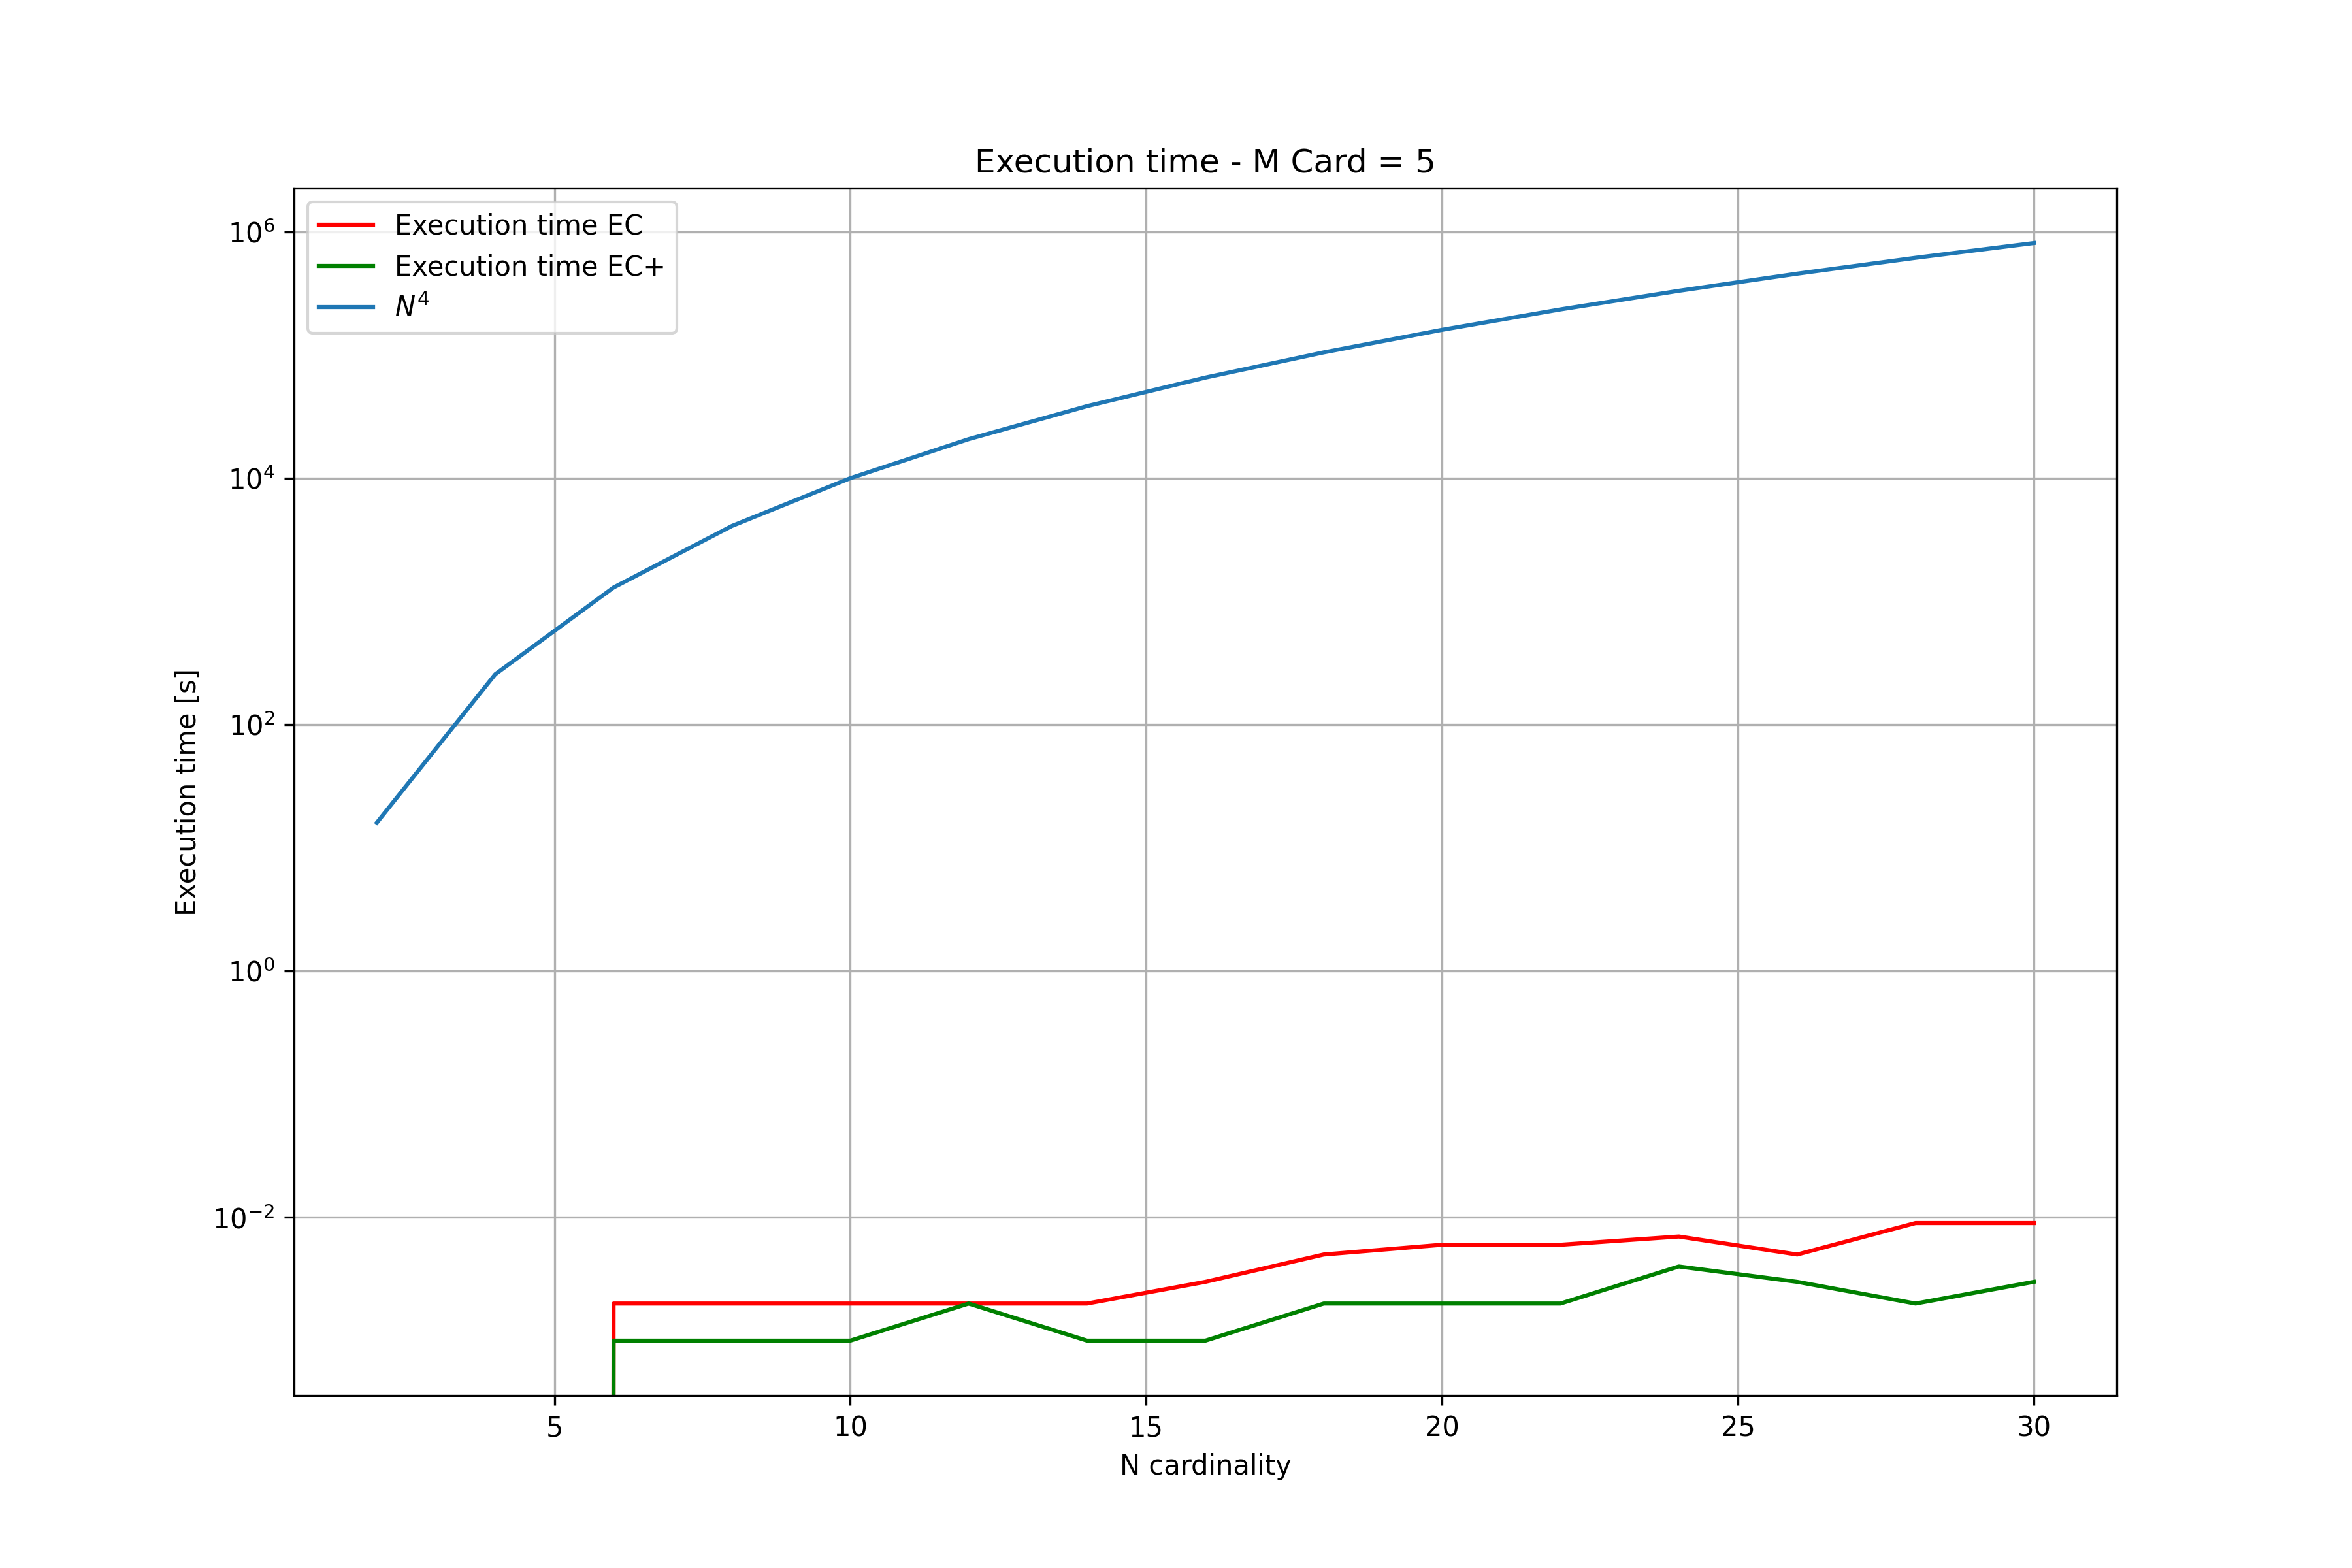 Execution time - M Card = 5
Execution time EC
Execution time EC+
N⁴
10⁶
10⁴
10²
10⁰
10⁻²
Execution time [s]
5 10 15 20 25 30
N cardinality